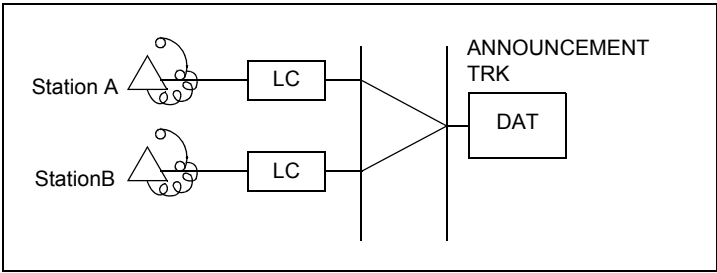 Station A
LC
ANNOUNCEMENT
TRK
DAT
StationB
LC